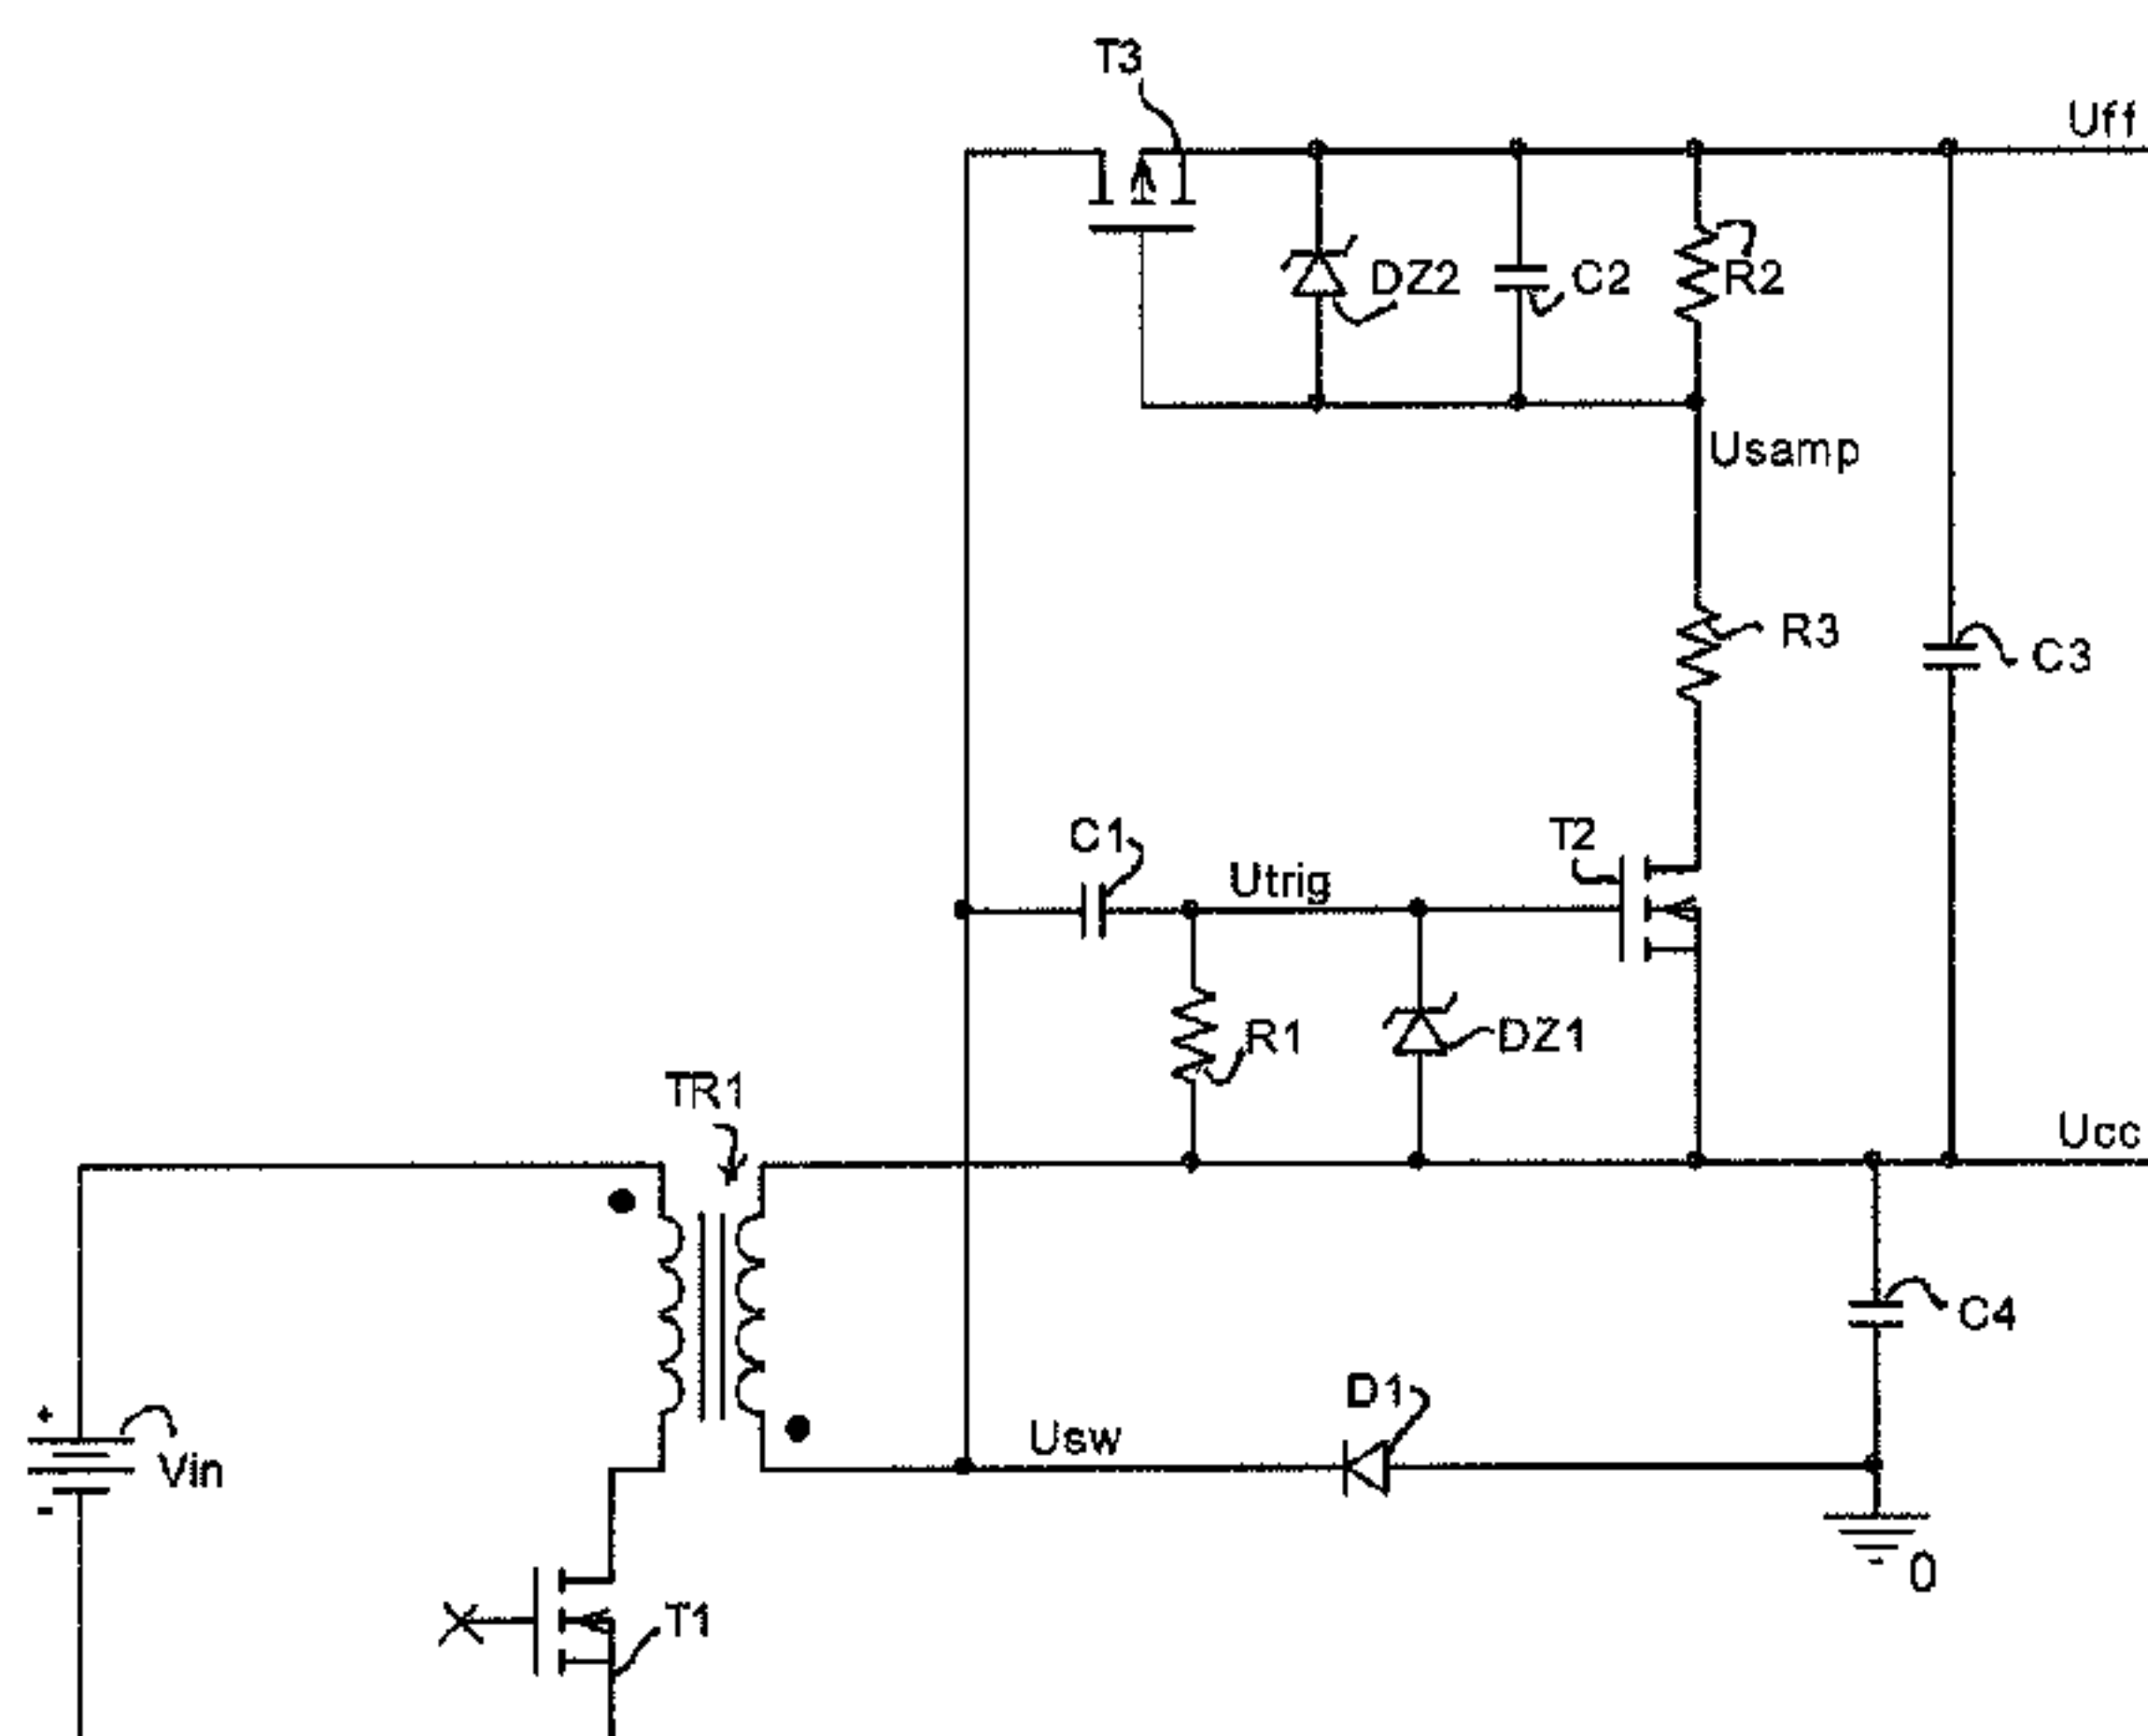 T3
Uff
DZ2
C2
R2
Usamp
R3
C3
C1
Utrig
T2
R1
DZ1
TR1
Ucc
C4
D1
Usw
+
Vin
-
0
T1